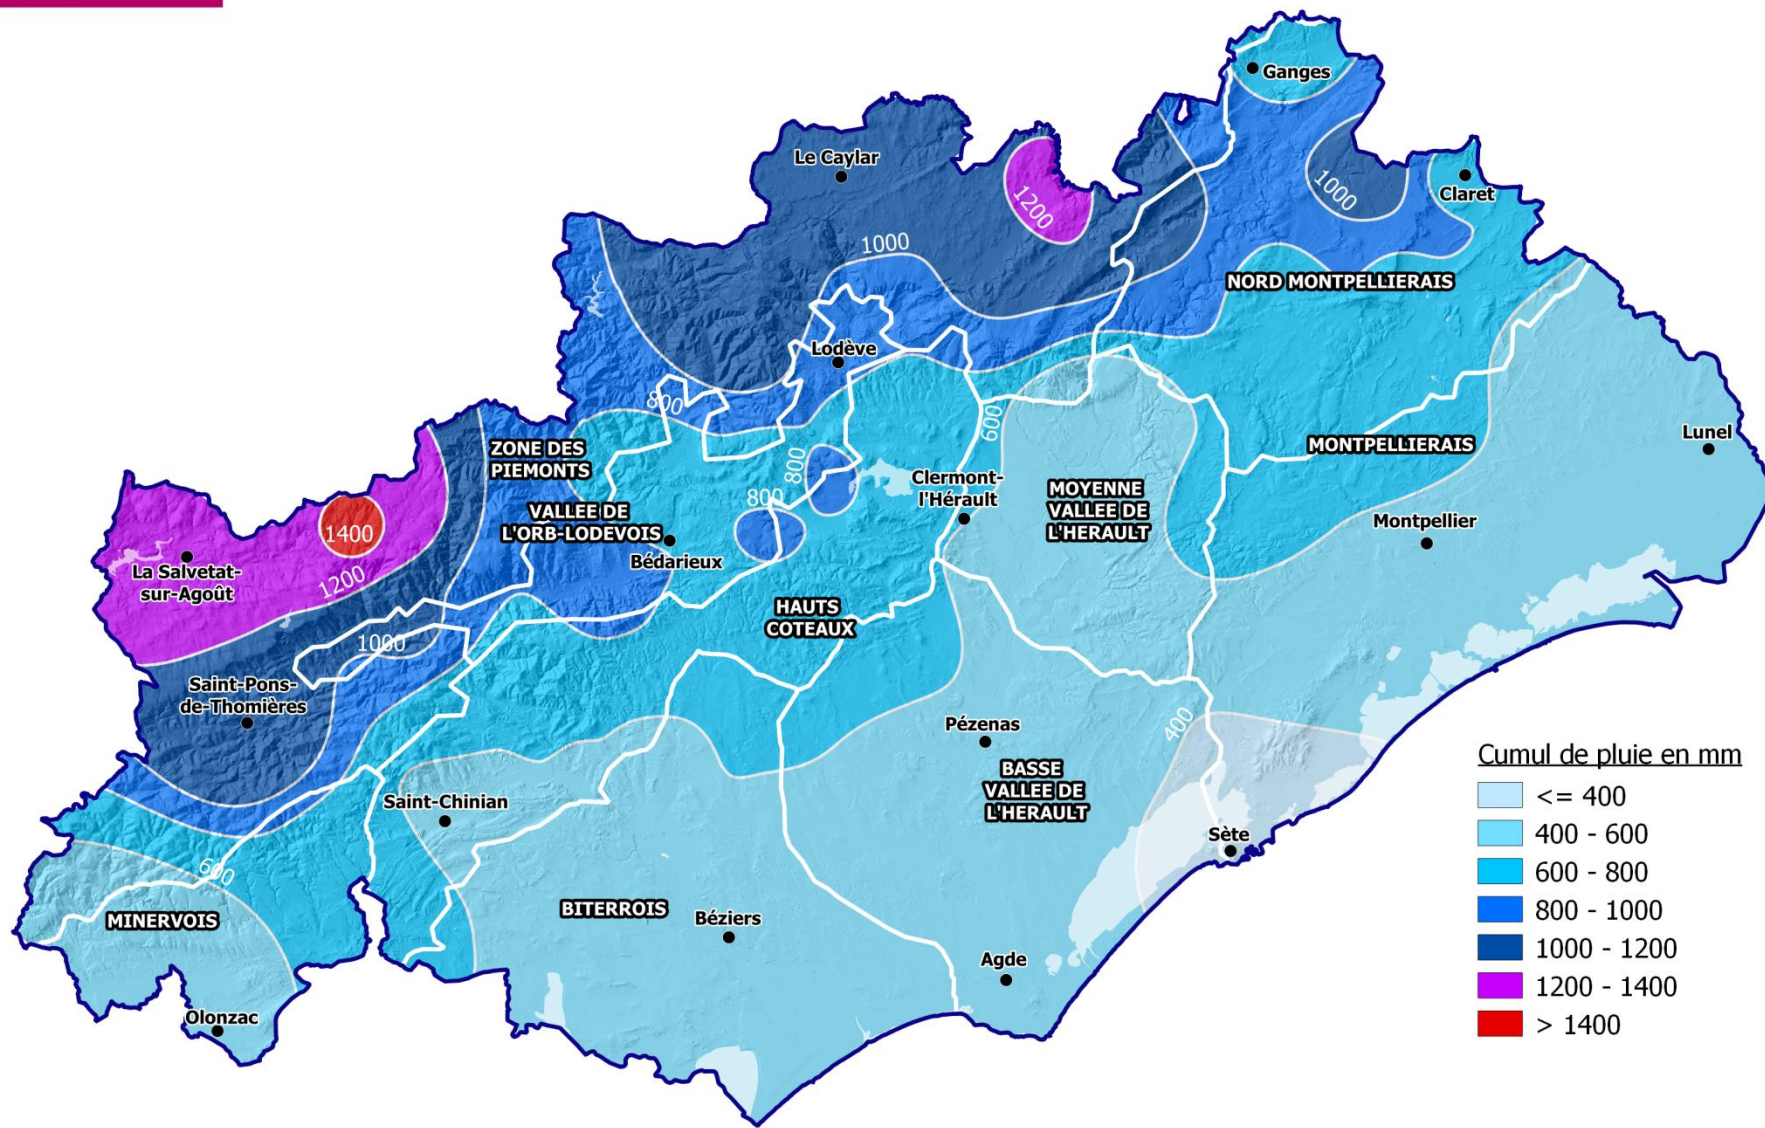 Ganges
Le Caylar
1200
1000
Claret
1000
NORD MONTPELLIERAIS
Lodève
800
600
Lunel
ZONE DES
PIEMONTS
MONTPELLIERAIS
800
Clermont-
l'Hérault
MOYENNE
VALLEE DE
L'HERAULT
800
VALLEE DE
L'ORB-LODEVOIS
Montpellier
1400
Bédarieux
La Salvetat-
sur-Agoût
1200
HAUTS
COTEAUX
1000
Saint-Pons-
de-Thomières
Pézenas
400
BASSE
VALLEE DE
L'HERAULT
Saint-Chinian
Sète
600
MINERVOIS
BITERROIS
Béziers
Agde
Olonzac
Cumul de pluie en mm
<= 400
400 - 600
600 - 800
800 - 1000
1000 - 1200
1200 - 1400
> 1400